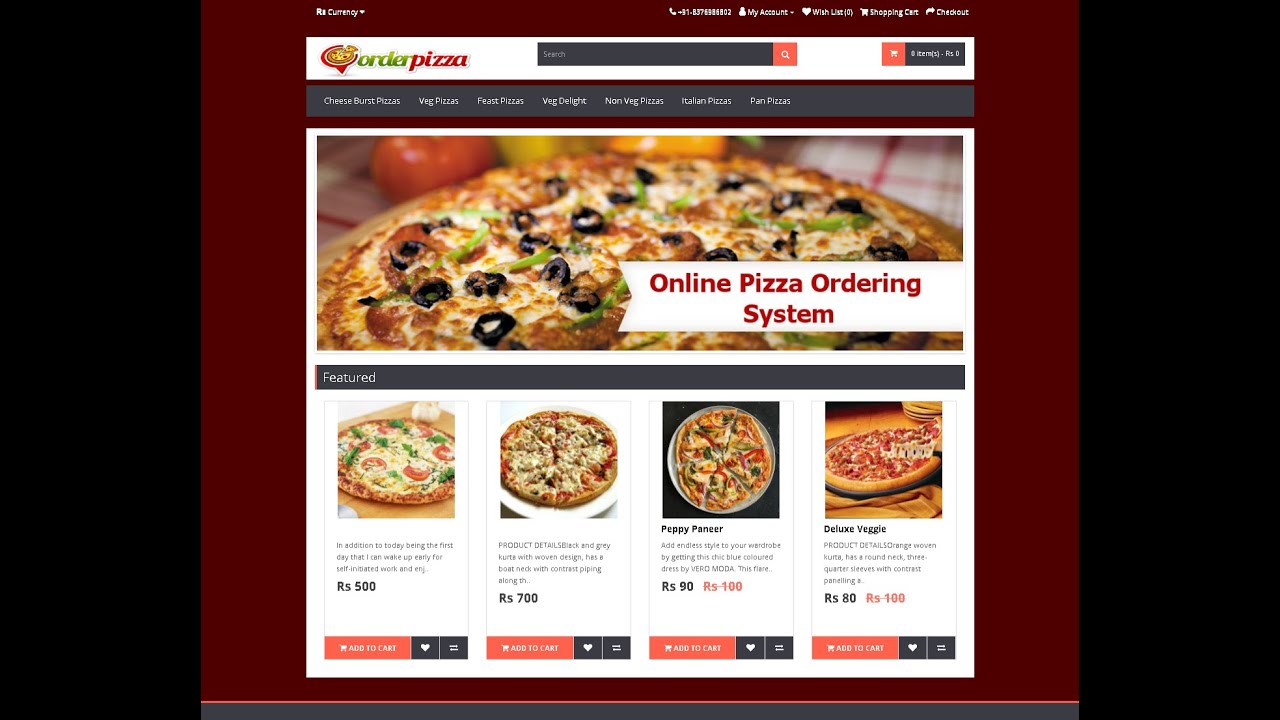 Rs Currency
+91-8376986802 My Account Wish List (0) Shopping Cart Checkout
orderpizza
Search
0 item(s) - Rs 0
Cheese Burst Pizzas Veg Pizzas Feast Pizzas Veg Delight Non Veg Pizzas Italian Pizzas Pan Pizzas
Online Pizza Ordering
System
Featured
In addition to today being the first
day that I can wake up early for
self-initiated work and enj..
Rs 500
ADD TO CART
PRODUCT DETAILSBlack and grey
kurta with woven design, has a
boat neck with contrast piping
along th..
Rs 700
ADD TO CART
Peppy Paneer
Add endless style to your wardrobe
by getting this chic blue coloured
dress by VERO MODA. This flare..
Rs 90 Rs 100
ADD TO CART
Deluxe Veggie
PRODUCT DETAILSOrange woven
kurta, has a round neck, three-
quarter sleeves with contrast
panelling a..
Rs 80 Rs 100
ADD TO CART